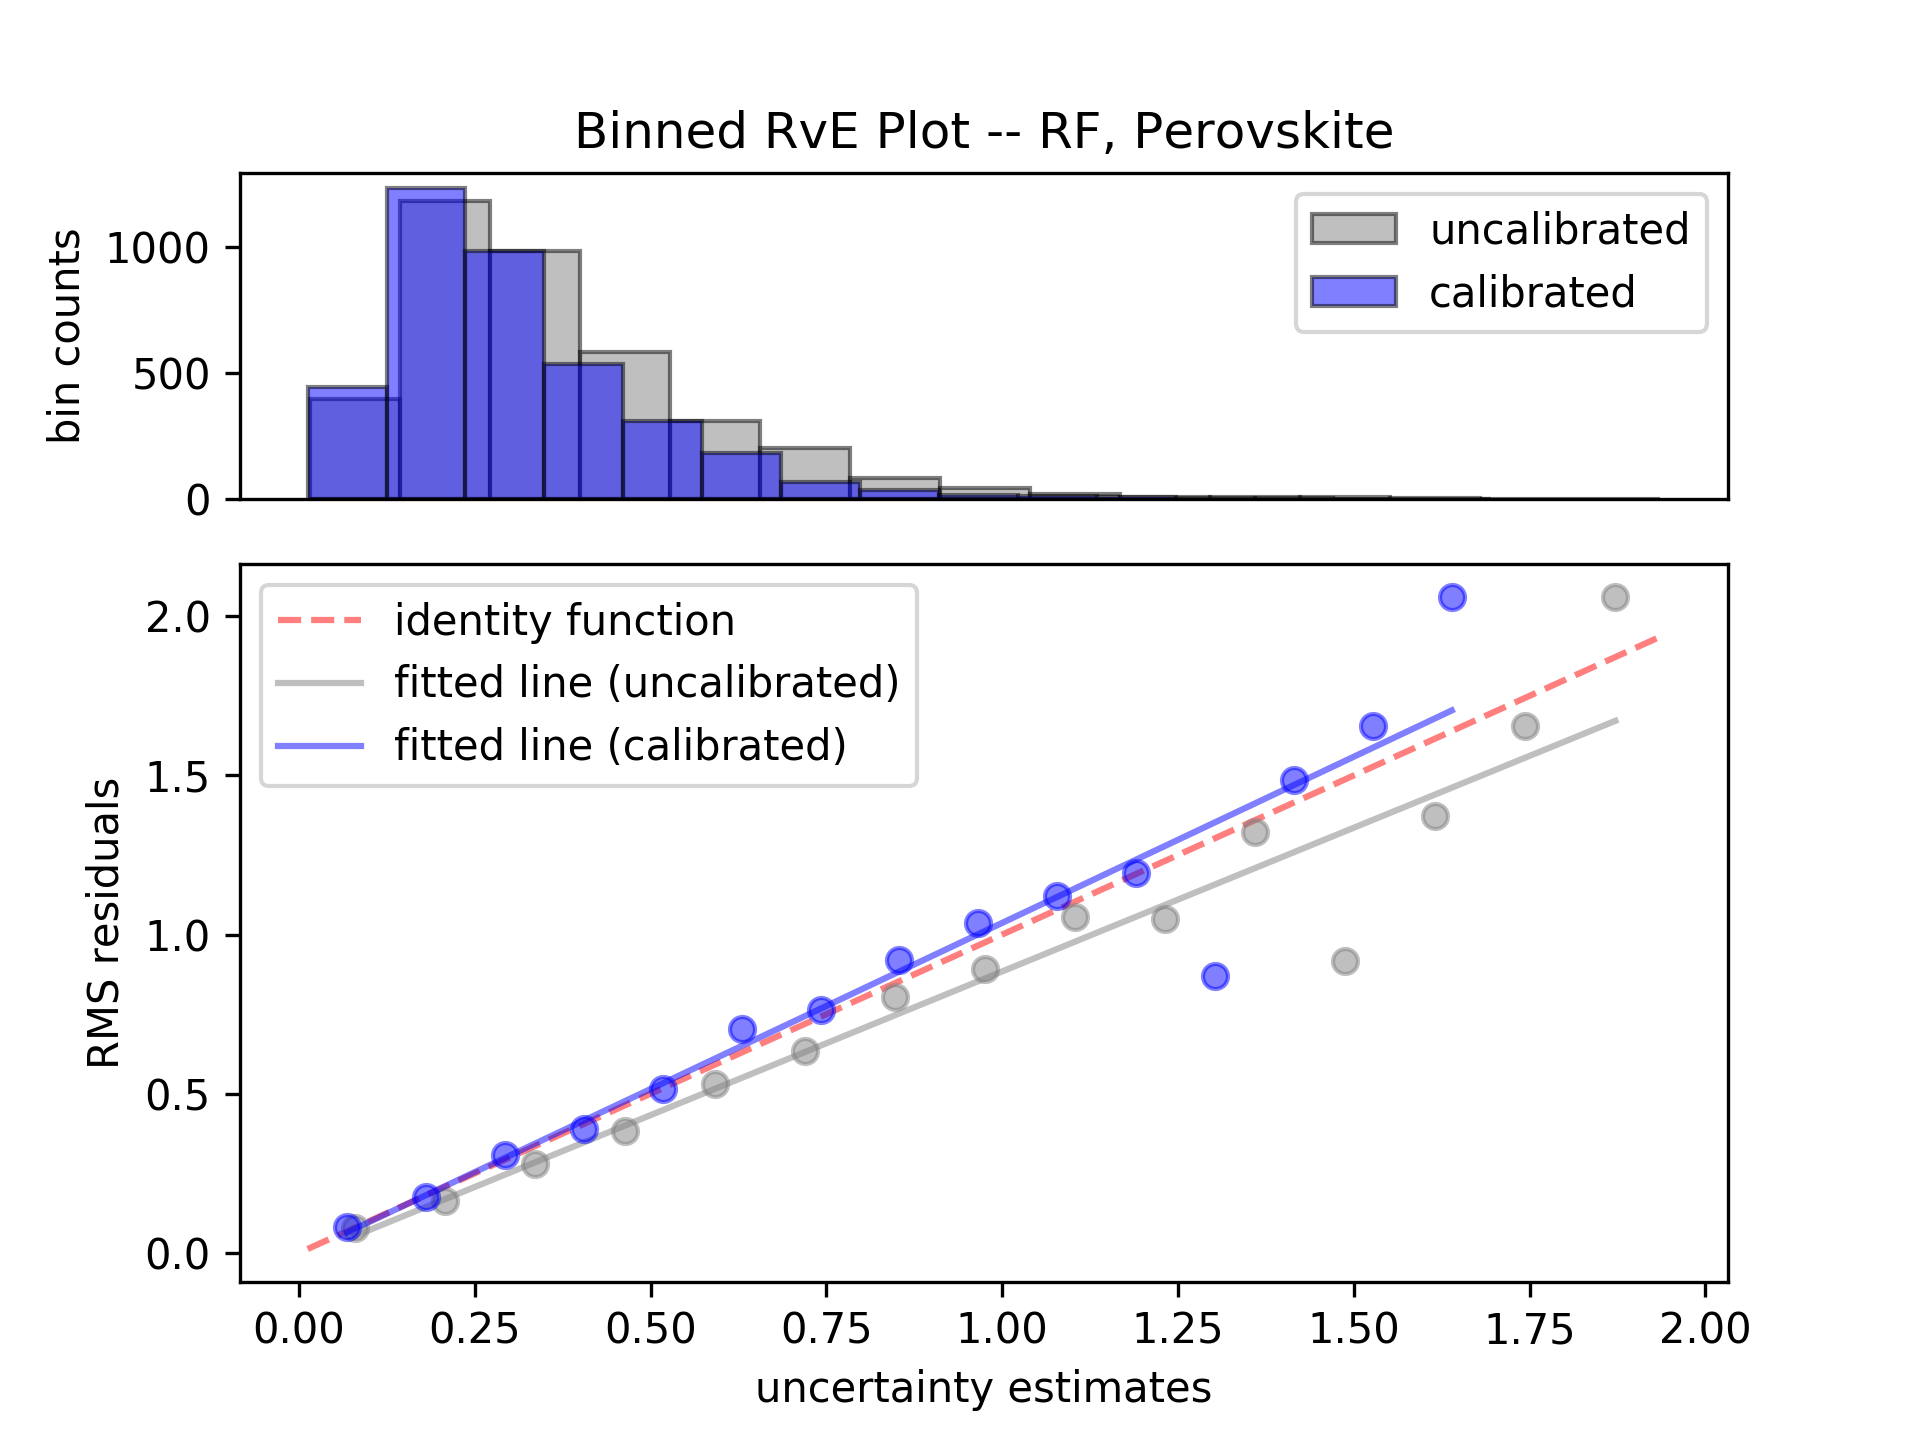 Binned RvE Plot -- RF, Perovskite
bin counts
1000
500
0
uncalibrated
calibrated
RMS residuals
2.0
1.5
1.0
0.5
0.0
identity function
fitted line (uncalibrated)
fitted line (calibrated)
0.00 0.25 0.50 0.75 1.00 1.25 1.50 1.75 2.00
uncertainty estimates